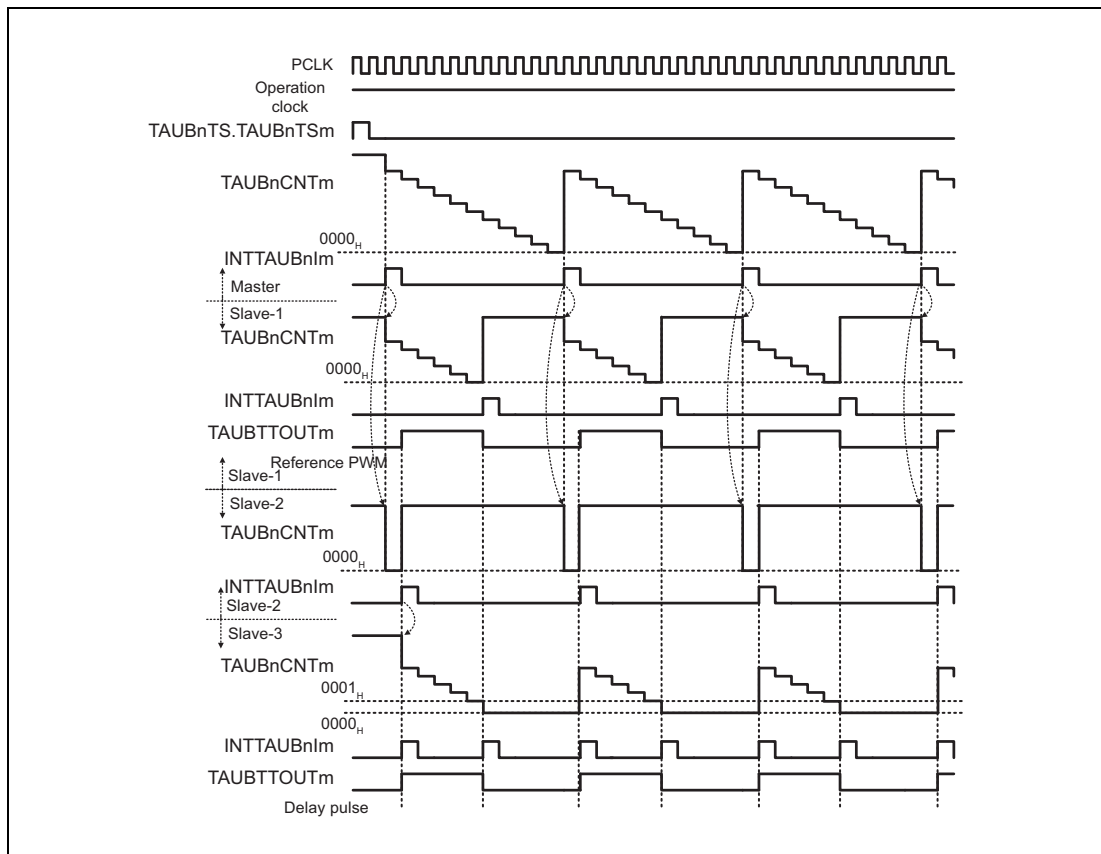 PCLK
Operation
clock
TAUBnTS.TAUBnTSm
TAUBnCNTm
0000H
INTTAUBnIm
Master
Slave-1
TAUBnCNTm
0000H
INTTAUBnIm
TAUBTTOUTm
Reference PWM
Slave-1
Slave-2
TAUBnCNTm
0000H
INTTAUBnIm
Slave-2
Slave-3
TAUBnCNTm
0001H
0000H
INTTAUBnIm
TAUBTTOUTm
Delay pulse